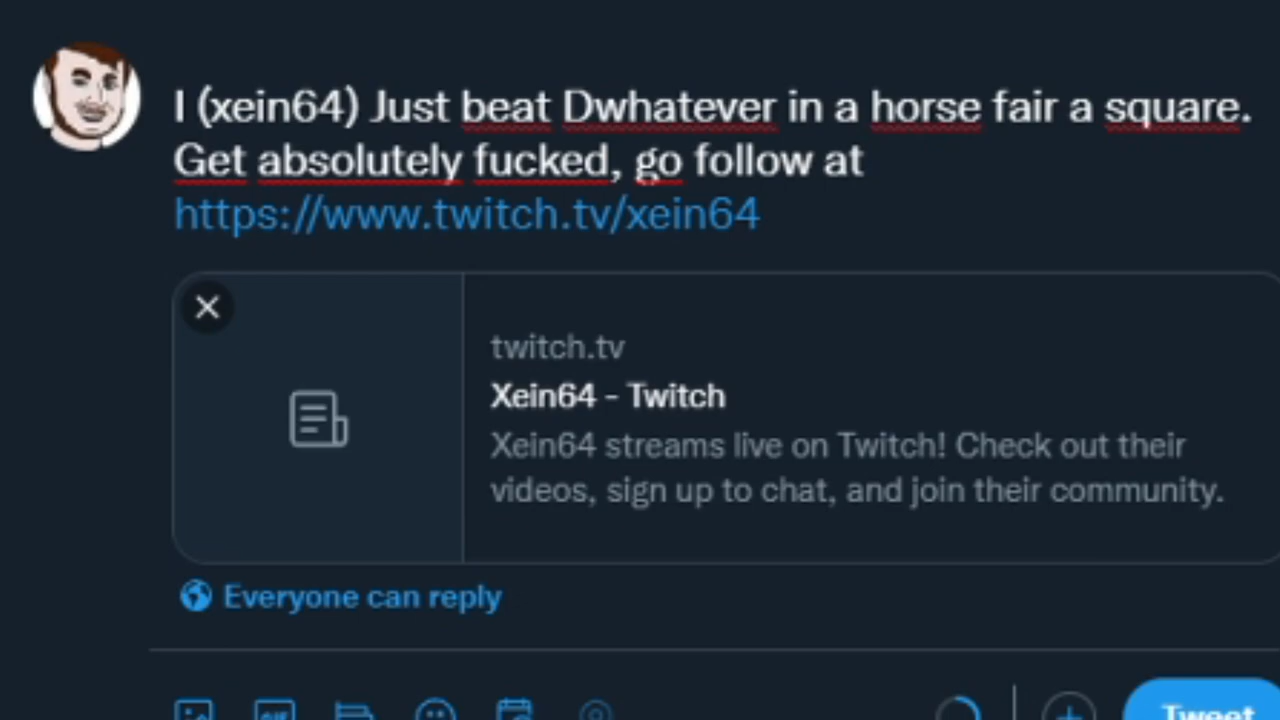 I (xein64) Just beat Dwhatever in a horse fair a square.
Get absolutely fucked, go follow at
https://www.twitch.tv/xein64
twitch.tv
Xein64 - Twitch
Xein64 streams live on Twitch! Check out their
videos, sign up to chat, and join their community.
Everyone can reply
GIF
Tweet